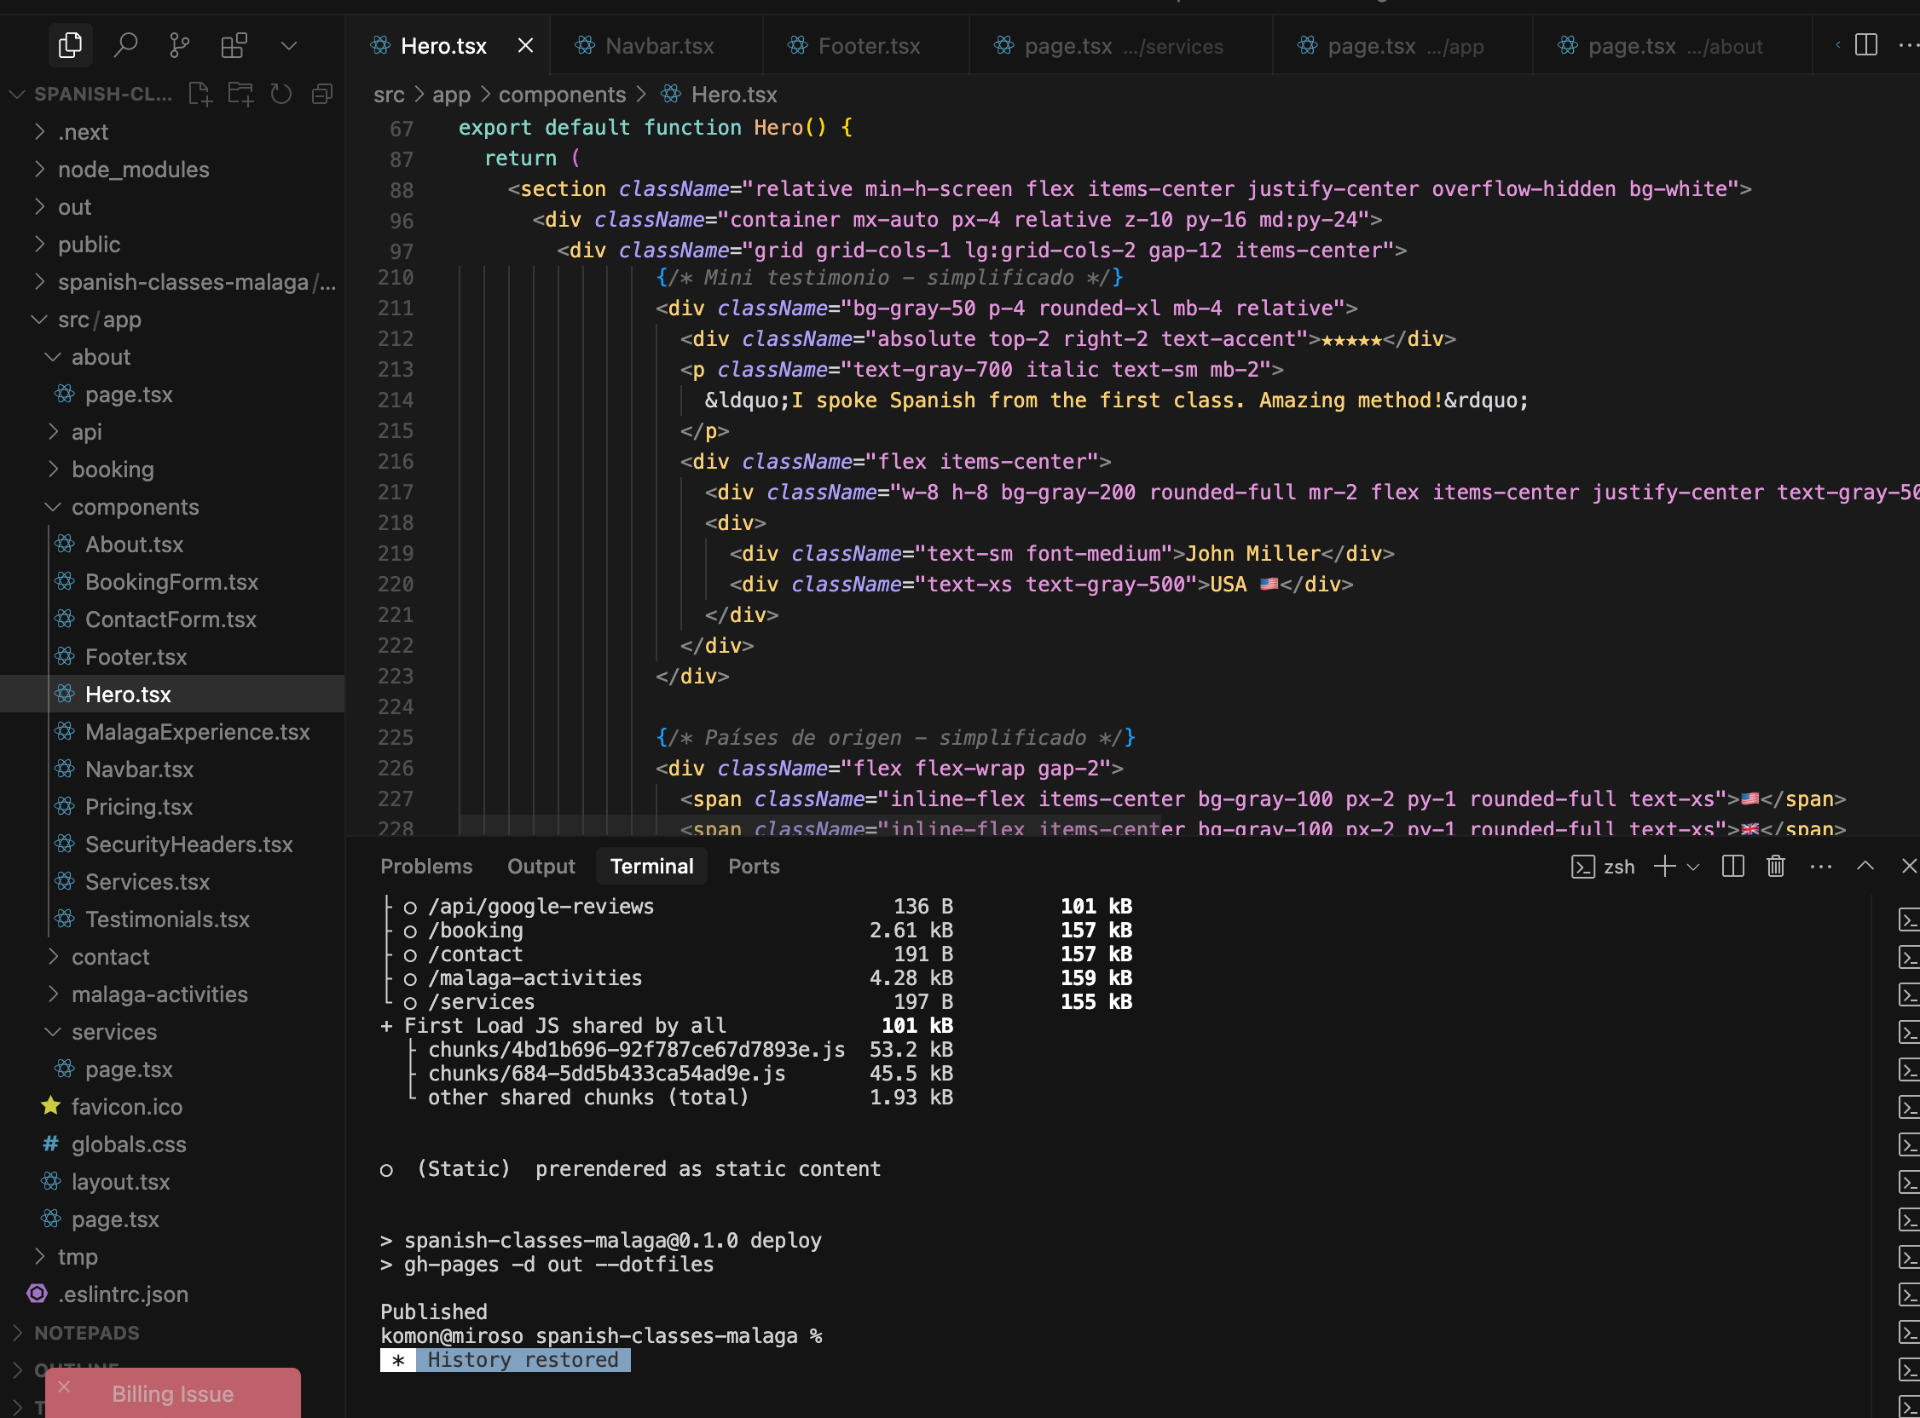 Hero.tsx
Navbar.tsx
Footer.tsx
page.tsx .../services
page.tsx .../app
page.tsx .../about
SPANISH-CL...
.next
node_modules
out
public
spanish-classes-malaga/...
src/app
about
page.tsx
api
booking
components
About.tsx
BookingForm.tsx
ContactForm.tsx
Footer.tsx
Hero.tsx
MalagaExperience.tsx
Navbar.tsx
Pricing.tsx
SecurityHeaders.tsx
Services.tsx
Testimonials.tsx
contact
malaga-activities
services
page.tsx
favicon.ico
globals.css
layout.tsx
page.tsx
tmp
.eslintrc.json
NOTEPADS
OUTLINE
Billing Issue
src > app > components > Hero.tsx
67 export default function Hero() {
87 return (
88 <section className="relative min-h-screen flex items-center justify-center overflow-hidden bg-white">
96 <div className="container mx-auto px-4 relative z-10 py-16 md:py-24">
97 <div className="grid grid-cols-1 lg:grid-cols-2 gap-12 items-center">
210 {/* Mini testimonio - simplificado */}
211 <div className="bg-gray-50 p-4 rounded-xl mb-4 relative">
212 <div className="absolute top-2 right-2 text-accent">★★★★★</div>
213 <p className="text-gray-700 italic text-sm mb-2">
214 &ldquo;I spoke Spanish from the first class. Amazing method!&rdquo;
215 </p>
216 <div className="flex items-center">
217 <div className="w-8 h-8 bg-gray-200 rounded-full mr-2 flex items-center justify-center text-gray-50
218 <div>
219 <div className="text-sm font-medium">John Miller</div>
220 <div className="text-xs text-gray-500">USA 🇺🇸</div>
221 </div>
222 </div>
223 </div>
224
225 {/* Países de origen - simplificado */}
226 <div className="flex flex-wrap gap-2">
227 <span className="inline-flex items-center bg-gray-100 px-2 py-1 rounded-full text-xs">🇺🇸</span>
228 <span className="inline-flex items-center bg-gray-100 px-2 py-1 rounded-full text-xs">🇬🇧</span>
Problems Output Terminal Ports
zsh
├ ○ /api/google-reviews 136 B 101 kB
├ ○ /booking 2.61 kB 157 kB
├ ○ /contact 191 B 157 kB
├ ○ /malaga-activities 4.28 kB 159 kB
└ ○ /services 197 B 155 kB
+ First Load JS shared by all 101 kB
├ chunks/4bd1b696-92f787ce67d7893e.js 53.2 kB
├ chunks/684-5dd5b433ca54ad9e.js 45.5 kB
└ other shared chunks (total) 1.93 kB
○ (Static) prerendered as static content
> spanish-classes-malaga@0.1.0 deploy
> gh-pages -d out --dotfiles
Published
komon@miroso spanish-classes-malaga %
* History restored